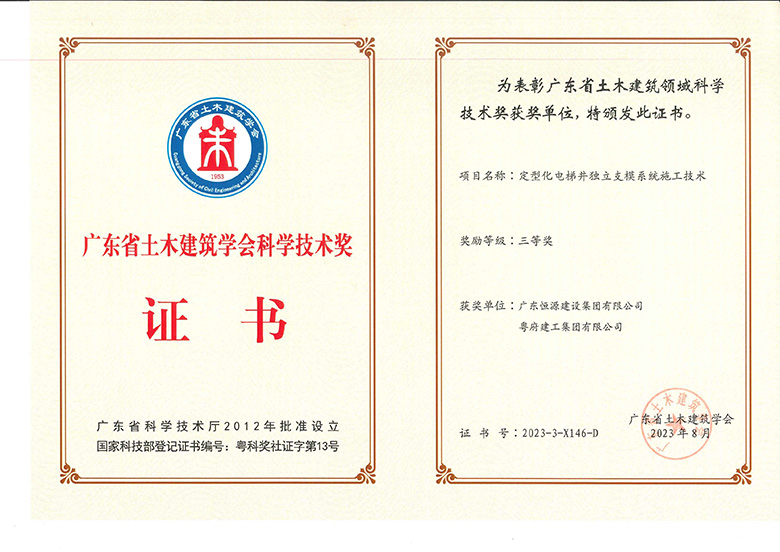 广东省土木建筑学会
1953
Guangdong Society of Civil Engineering and Architecture
广东省土木建筑学会科学技术奖
证 书
广东省科学技术厅2012年批准设立
国家科技部登记证书编号：粤科奖社证字第13号
为表彰广东省土木建筑领域科学
技术奖获奖单位，特颁发此证书。
项目名称：定型化电梯井独立支模系统施工技术
奖励等级：三等奖
获奖单位：广东恒源建设集团有限公司
粤府建工集团有限公司
广东省土木建筑学会
证 书 号：2023-3-X146-D
2023年8月